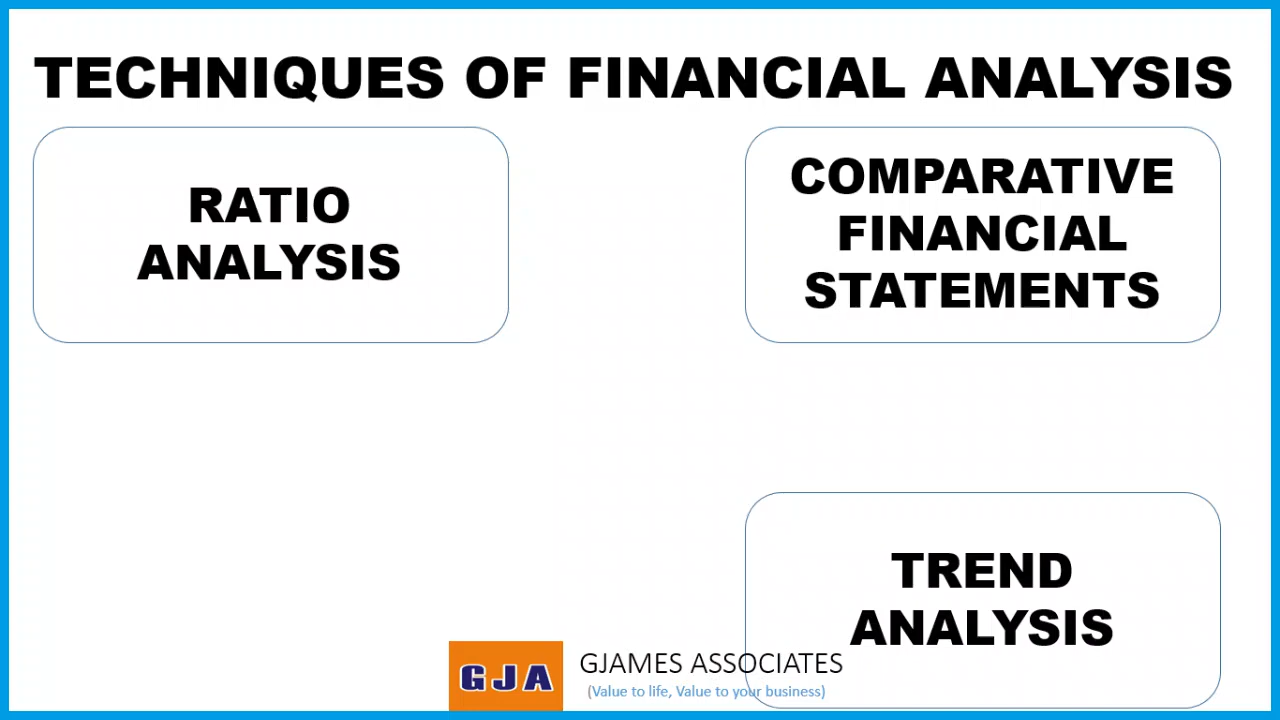 TECHNIQUES OF FINANCIAL ANALYSIS
RATIO
ANALYSIS
COMPARATIVE
FINANCIAL
STATEMENTS
TREND
ANALYSIS
GJA
GJAMES ASSOCIATES
(Value to life, Value to your business)